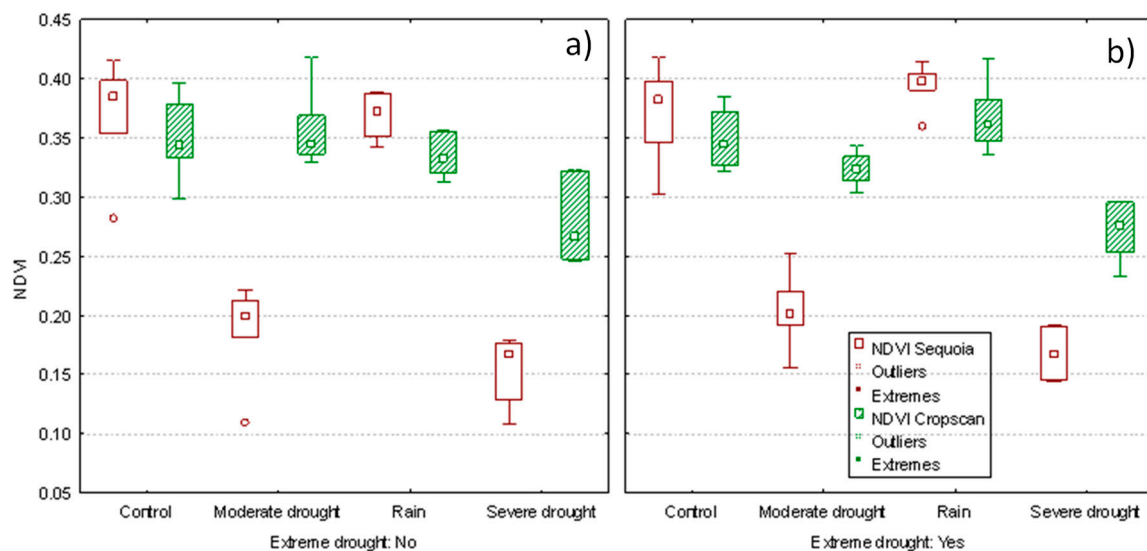 a)
b)
0.45
0.40
0.35
0.30
0.25
0.20
0.15
0.10
0.05
NDVI
NDVI Sequoia
Outliers
Extremes
NDVI Cropscan
Outliers
Extremes
Control Moderate drought Rain Severe drought
Control Moderate drought Rain Severe drought
Extreme drought: No
Extreme drought: Yes